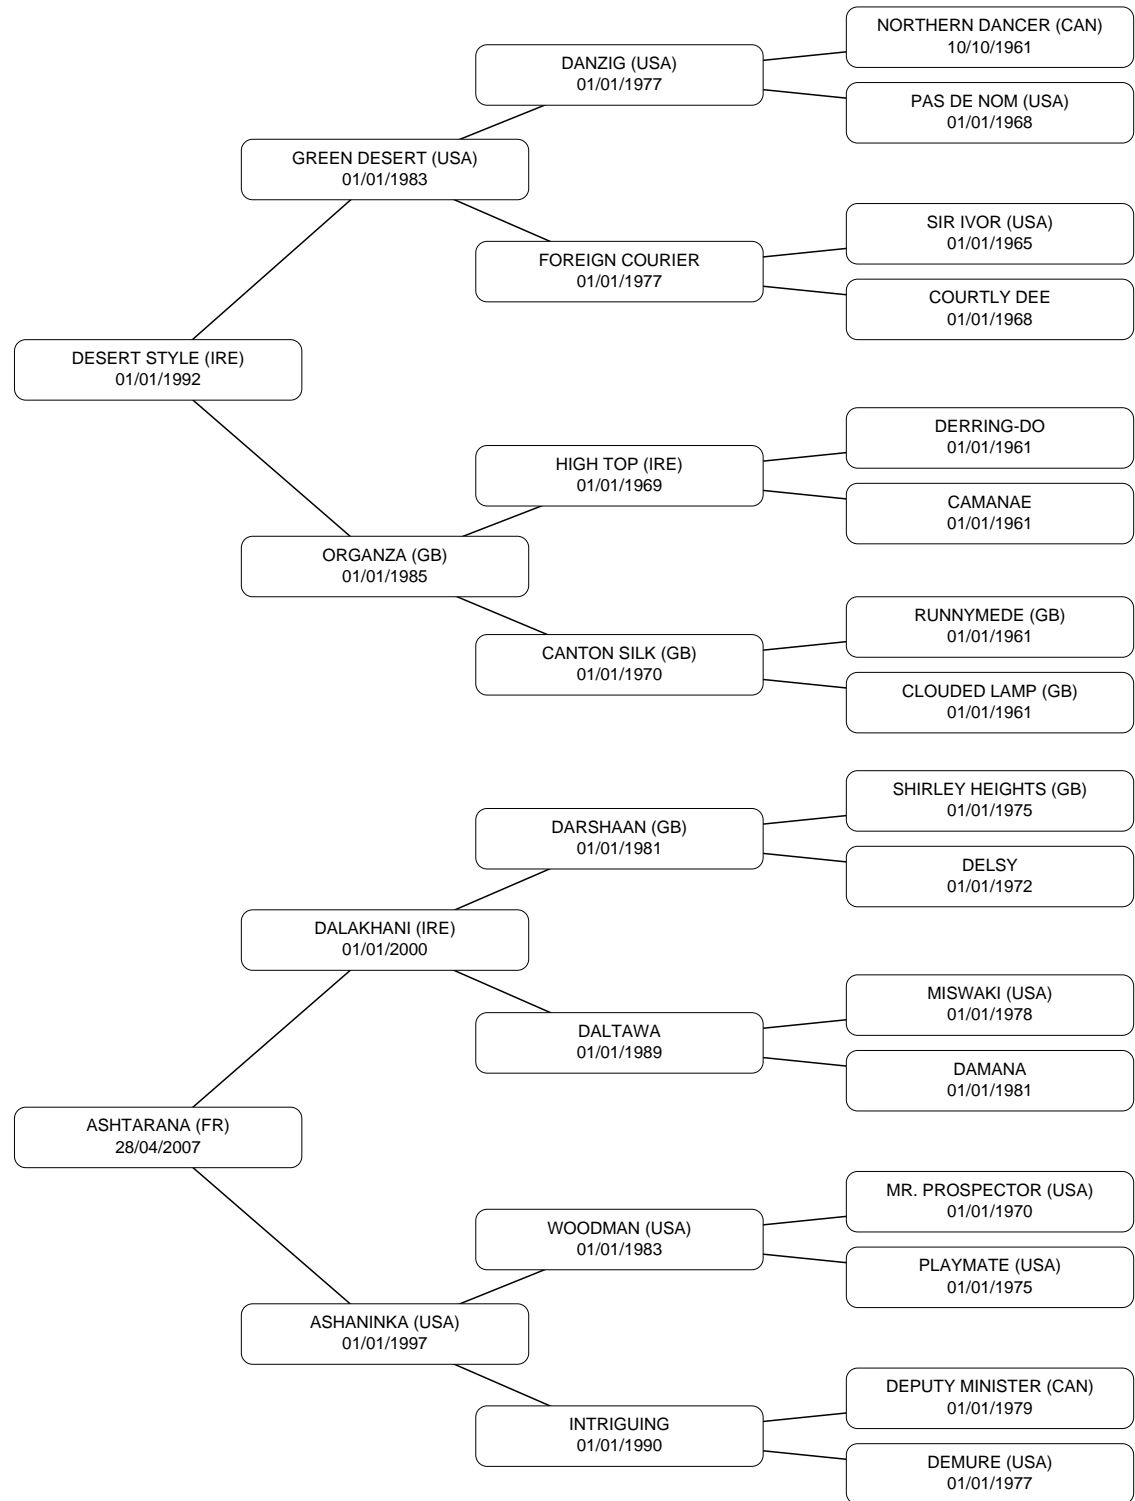 NORTHERN DANCER (CAN)
10/10/1961
DANZIG (USA)
01/01/1977
PAS DE NOM (USA)
01/01/1968
GREEN DESERT (USA)
01/01/1983
SIR IVOR (USA)
01/01/1965
FOREIGN COURIER
01/01/1977
COURTLY DEE
01/01/1968
DESERT STYLE (IRE)
01/01/1992
DERRING-DO
01/01/1961
HIGH TOP (IRE)
01/01/1969
CAMANAE
01/01/1961
ORGANZA (GB)
01/01/1985
RUNNYMEDE (GB)
01/01/1961
CANTON SILK (GB)
01/01/1970
CLOUDED LAMP (GB)
01/01/1961
SHIRLEY HEIGHTS (GB)
01/01/1975
DARSHAAN (GB)
01/01/1981
DELSY
01/01/1972
DALAKHANI (IRE)
01/01/2000
MISWAKI (USA)
01/01/1978
DALTAWA
01/01/1989
DAMANA
01/01/1981
ASHTARANA (FR)
28/04/2007
MR. PROSPECTOR (USA)
01/01/1970
WOODMAN (USA)
01/01/1983
PLAYMATE (USA)
01/01/1975
ASHANINKA (USA)
01/01/1997
DEPUTY MINISTER (CAN)
01/01/1979
INTRIGUING
01/01/1990
DEMURE (USA)
01/01/1977